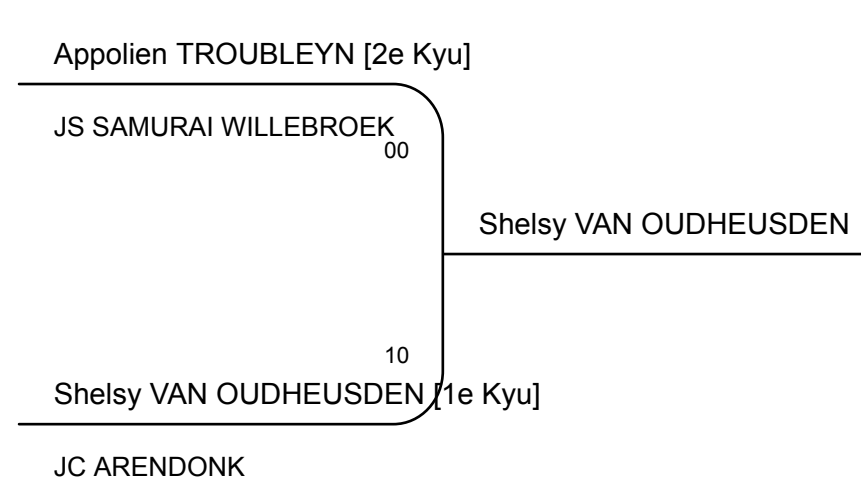 Appolien TROUBLEYN [2e Kyu]
JS SAMURAI WILLEBROEK
00
Shelsy VAN OUDHEUSDEN
10
Shelsy VAN OUDHEUSDEN [1e Kyu]
JC ARENDONK